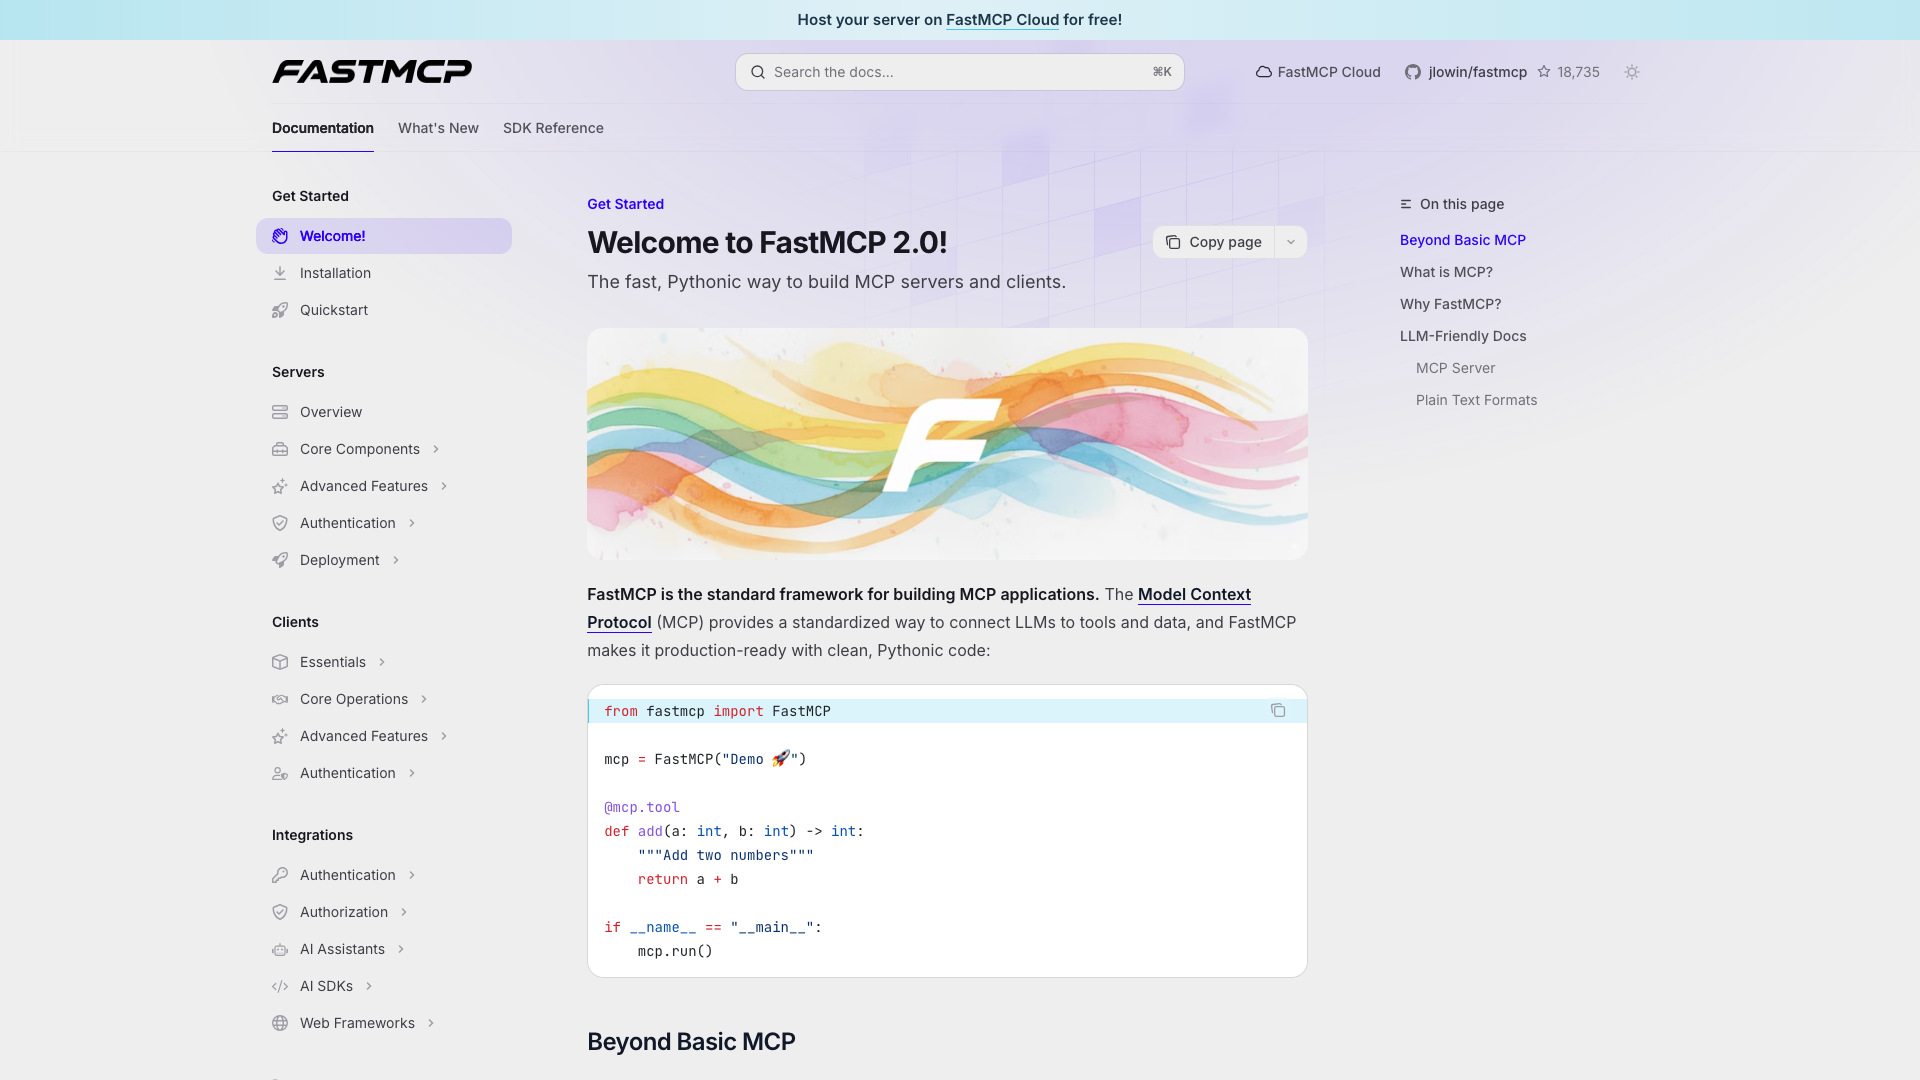 Host your server on FastMCP Cloud for free!
FASTMCP
Search the docs...
⌘K
FastMCP Cloud
jlowin/fastmcp
18,735
Documentation
What's New
SDK Reference
Get Started
Welcome!
Installation
Quickstart
Servers
Overview
Core Components
Advanced Features
Authentication
Deployment
Clients
Essentials
Core Operations
Advanced Features
Authentication
Integrations
Authentication
Authorization
AI Assistants
AI SDKs
Web Frameworks
Get Started
Welcome to FastMCP 2.0!
Copy page
The fast, Pythonic way to build MCP servers and clients.
F
FastMCP is the standard framework for building MCP applications. The Model Context
Protocol (MCP) provides a standardized way to connect LLMs to tools and data, and FastMCP
makes it production-ready with clean, Pythonic code:
from fastmcp import FastMCP
mcp = FastMCP("Demo 🚀")
@mcp.tool
def add(a: int, b: int) -> int:
    """Add two numbers"""
    return a + b
if __name__ == "__main__":
    mcp.run()
Beyond Basic MCP
On this page
Beyond Basic MCP
What is MCP?
Why FastMCP?
LLM-Friendly Docs
MCP Server
Plain Text Formats